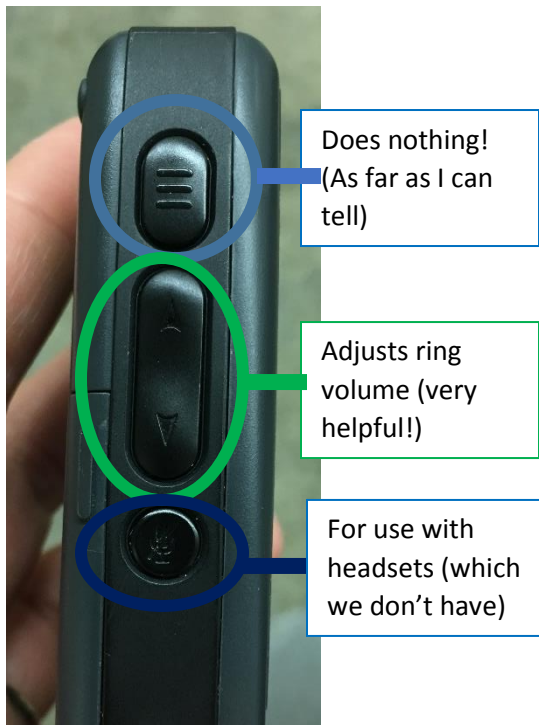 Does nothing!
(As far as I can
tell)
Adjusts ring
volume (very
helpful!)
For use with
headsets (which
we don’t have)